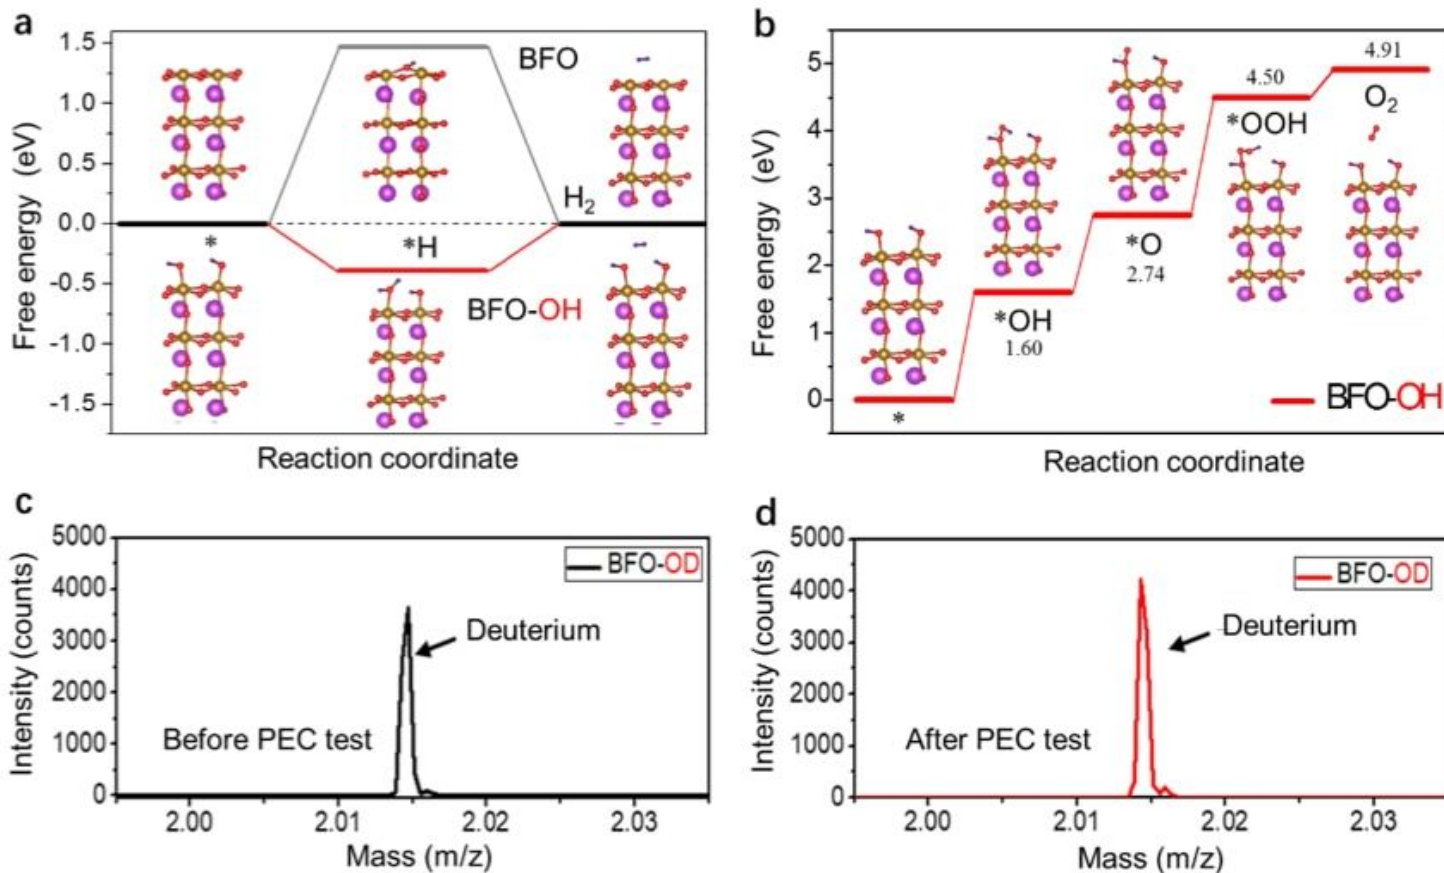 a
1.5
1.0
0.5
0.0
-0.5
-1.0
-1.5
Free energy (eV)
BFO
H₂
*
*H
BFO-OH
Reaction coordinate
b
5
4
3
2
1
0
Free energy (eV)
4.91
4.50
O₂
*OOH
*O
2.74
*OH
1.60
*
BFO-OH
Reaction coordinate
c
5000
4000
3000
2000
1000
0
Intensity (counts)
BFO-OD
Deuterium
Before PEC test
2.00 2.01 2.02 2.03
Mass (m/z)
d
5000
4000
3000
2000
1000
0
Intensity (counts)
BFO-OD
Deuterium
After PEC test
2.00 2.01 2.02 2.03
Mass (m/z)